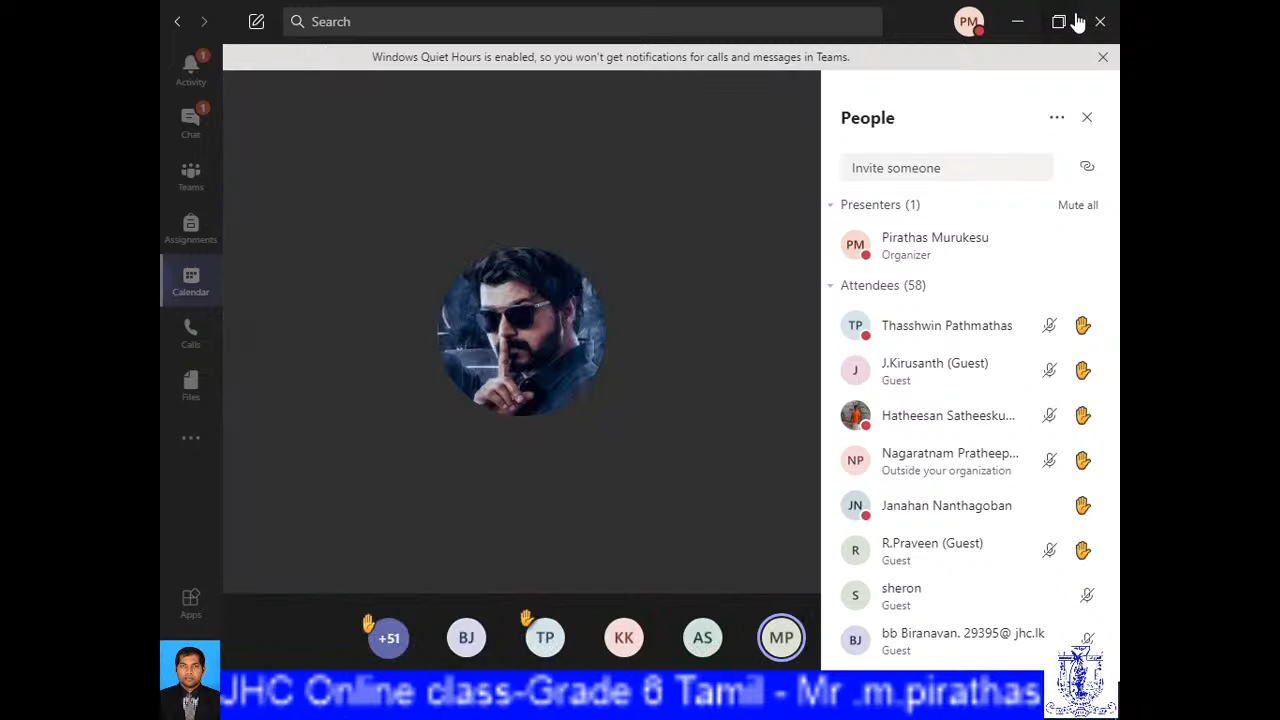 Search
PM
Windows Quiet Hours is enabled, so you won't get notifications for calls and messages in Teams.
1
Activity
1
Chat
Teams
Assignments
Calendar
Calls
Files
Apps
People
Invite someone
Presenters (1)
Mute all
PM
Pirathas Murukesu
Organizer
Attendees (58)
TP
Thasshwin Pathmathas
J
J.Kirusanth (Guest)
Guest
Hatheesan Satheesku...
NP
Nagaratnam Pratheep...
Outside your organization
JN
Janahan Nanthagoban
R
R.Praveen (Guest)
Guest
S
sheron
Guest
BJ
bb Biranavan. 29395@ jhc.lk
Guest
+51
BJ
TP
KK
AS
MP
JHC Online class-Grade 6 Tamil - Mr .m.pirathas